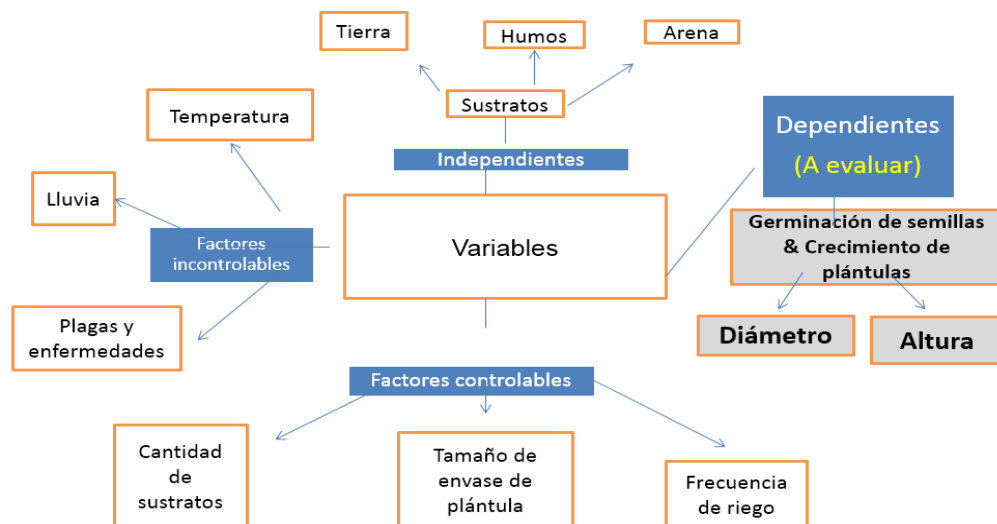 Tierra
Humos
Arena
Sustratos
Temperatura
Independientes
Dependientes
(A evaluar)
Lluvia
Variables
Factores
incontrolables
Germinación de semillas
& Crecimiento de
plántulas
Plagas y
enfermedades
Diámetro
Altura
Factores controlables
Cantidad
de
sustratos
Tamaño de
envase de
plántula
Frecuencia
de riego